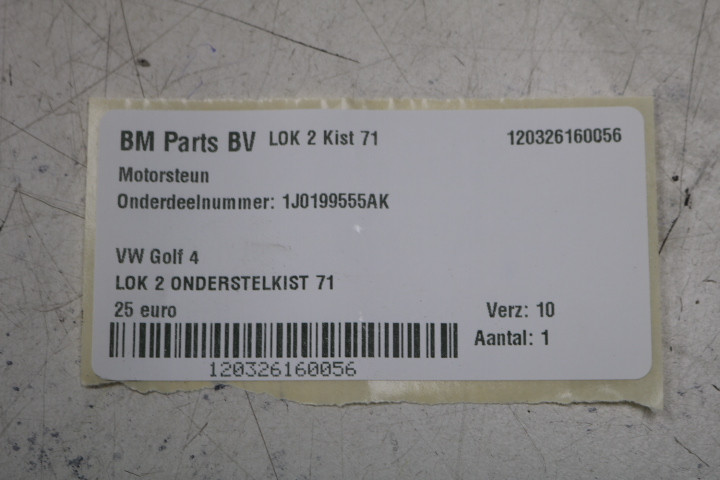 BM Parts BV LOK 2 Kist 71 120326160056
Motorsteun
Onderdeelnummer: 1J0199555AK
VW Golf 4
LOK 2 ONDERSTELKIST 71
25 euro Verz: 10
Aantal: 1
120326160056